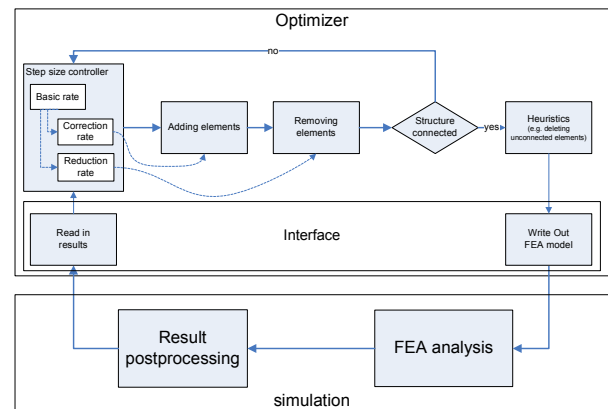 Optimizer
no
Step size controller
Basic rate
Correction
rate
Reduction
rate
Adding elements
Removing
elements
Structure
connected
yes
Heuristics
(e.g. deleting
unconnected elements)
Read in
results
Interface
Write Out
FEA model
Result
postprocessing
FEA analysis
simulation